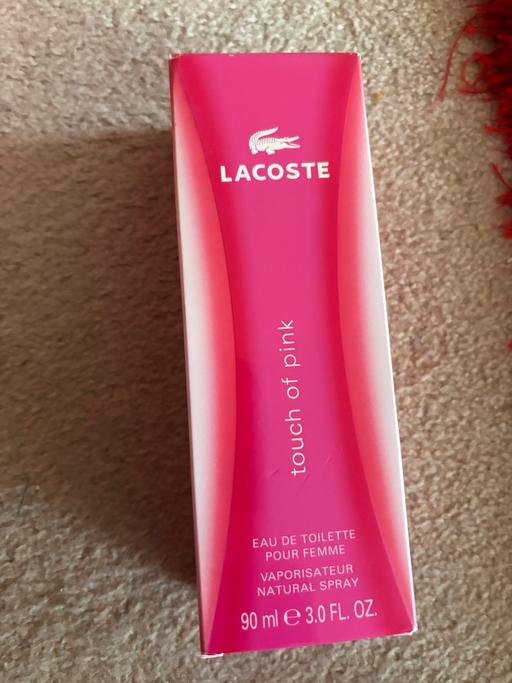 LACOSTE
touch of pink
EAU DE TOILETTE
POUR FEMME
VAPORISATEUR
NATURAL SPRAY
90 ml ℮ 3.0 FL. OZ.